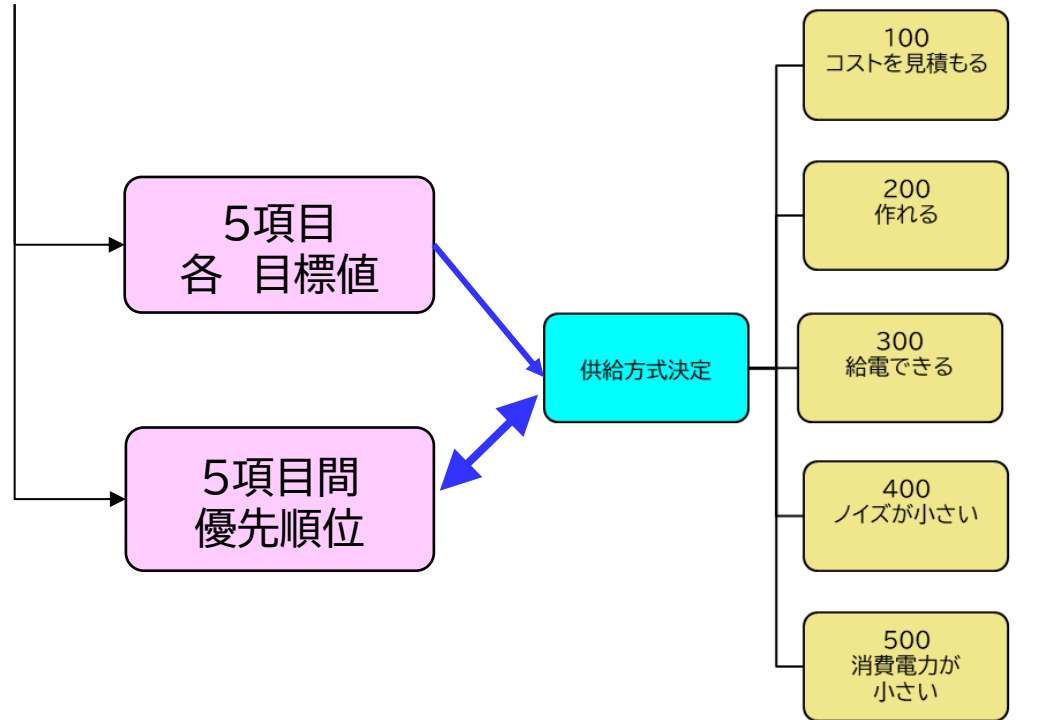 5項目
各　目標値
5項目間
優先順位
供給方式決定
100
コストを見積もる
200
作れる
300
給電できる
400
ノイズが小さい
500
消費電力が
小さい